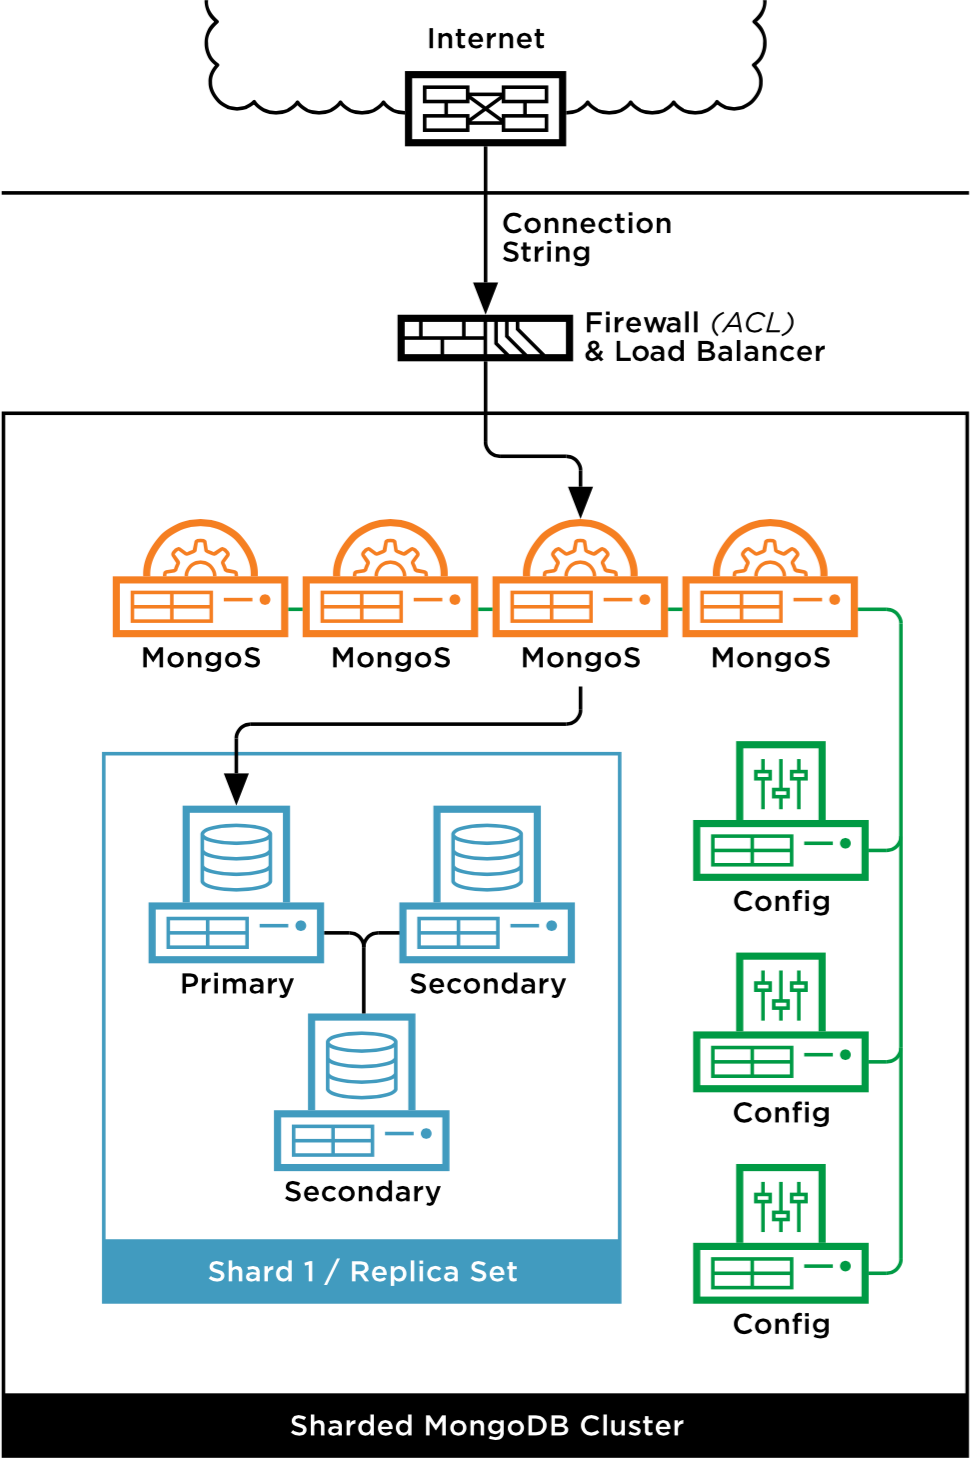 Internet
Connection
String
Firewall (ACL)
& Load Balancer
MongoS
MongoS
MongoS
MongoS
Config
Primary
Secondary
Config
Secondary
Shard 1 / Replica Set
Config
Sharded MongoDB Cluster